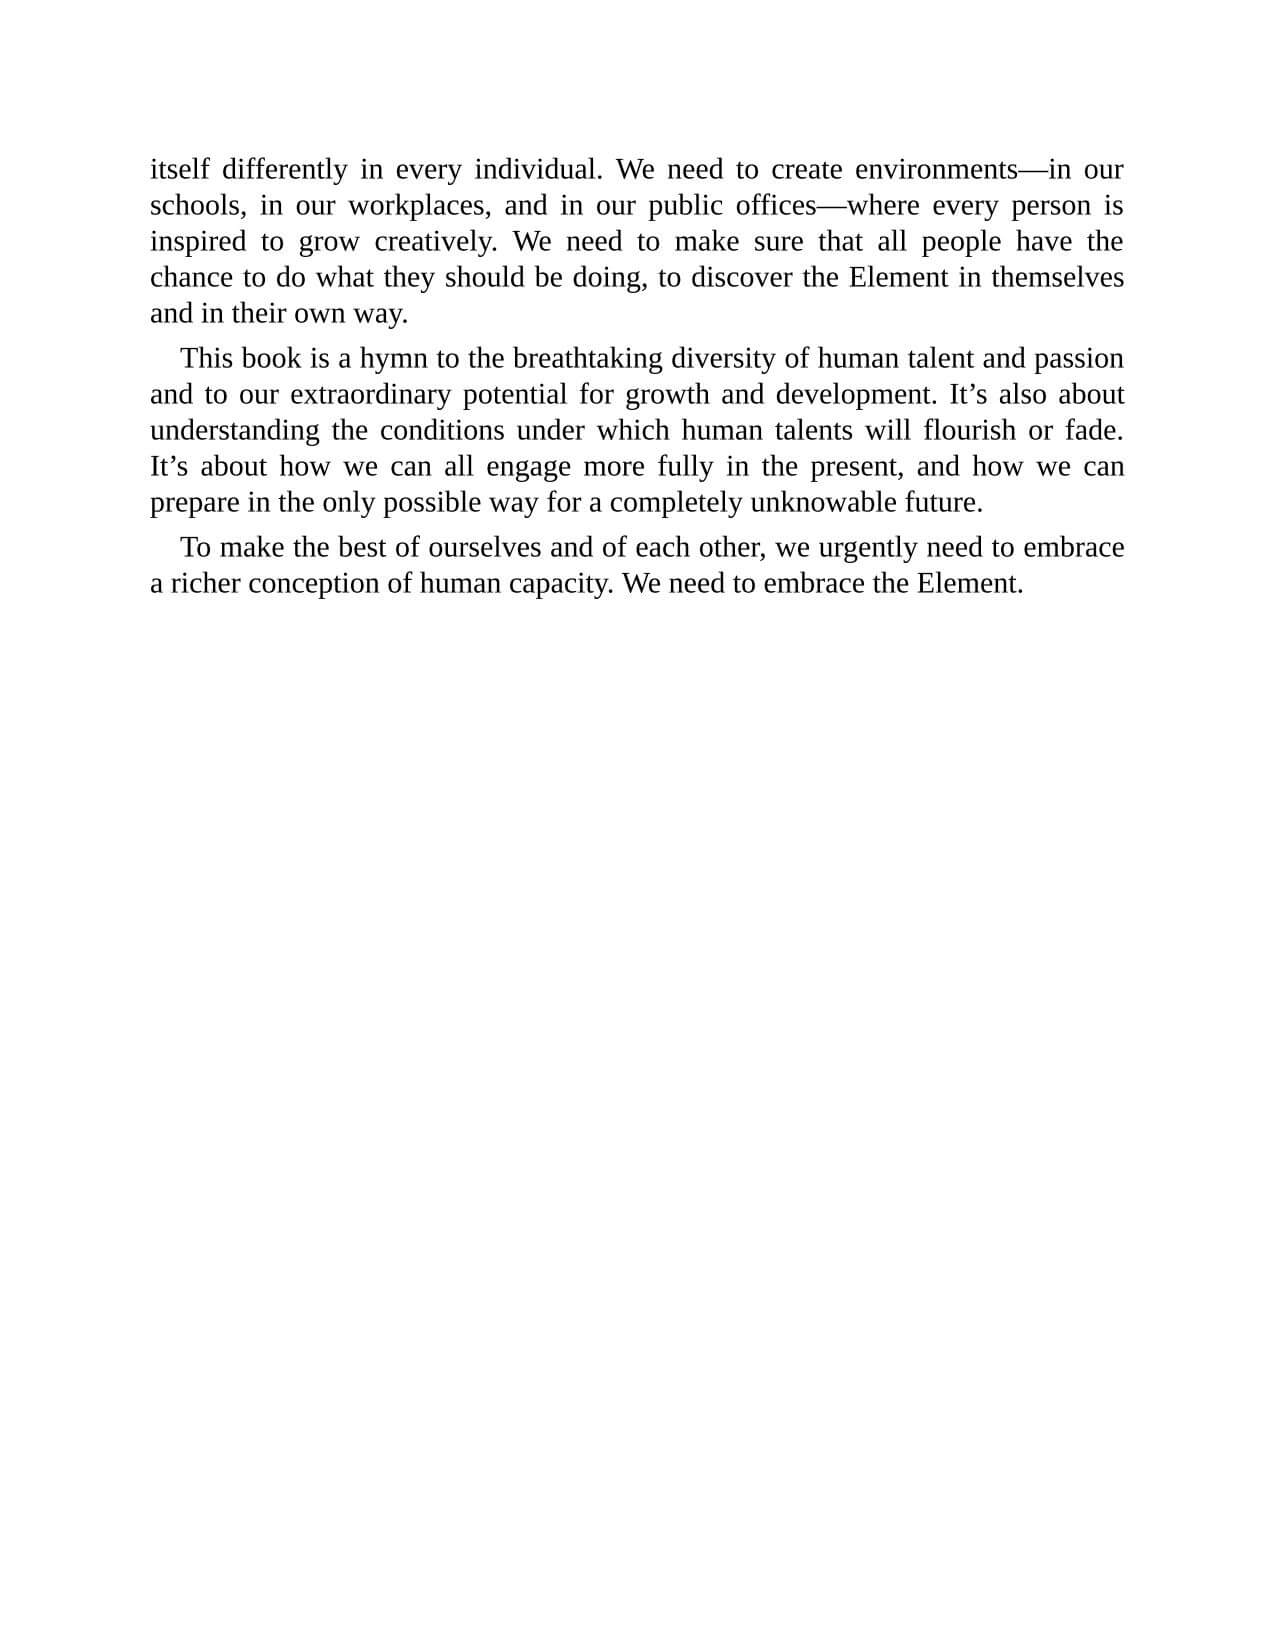 itself differently in every individual. We need to create environments—in our
schools, in our workplaces, and in our public offices—where every person is
inspired to grow creatively. We need to make sure that all people have the
chance to do what they should be doing, to discover the Element in themselves
and in their own way.
This book is a hymn to the breathtaking diversity of human talent and passion
and to our extraordinary potential for growth and development. It’s also about
understanding the conditions under which human talents will flourish or fade.
It’s about how we can all engage more fully in the present, and how we can
prepare in the only possible way for a completely unknowable future.
To make the best of ourselves and of each other, we urgently need to embrace
a richer conception of human capacity. We need to embrace the Element.